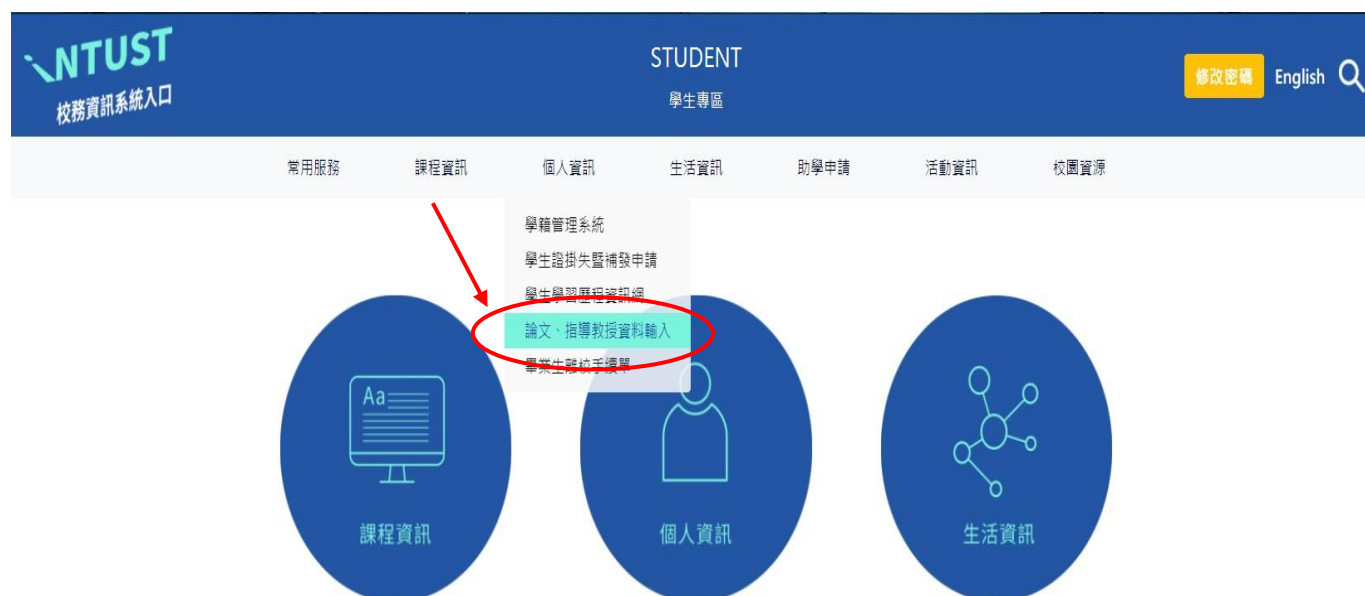 NTUST
校務資訊系統入口
STUDENT
學生專區
修改密碼 English
常用服務 課程資訊 個人資訊 生活資訊 助學申請 活動資訊 校園資源
學籍管理系統
學生證掛失暨補發申請
學生學習歷程資訊網
論文、指導教授資料輸入
畢業生離校手續單
Aa
課程資訊 個人資訊 生活資訊